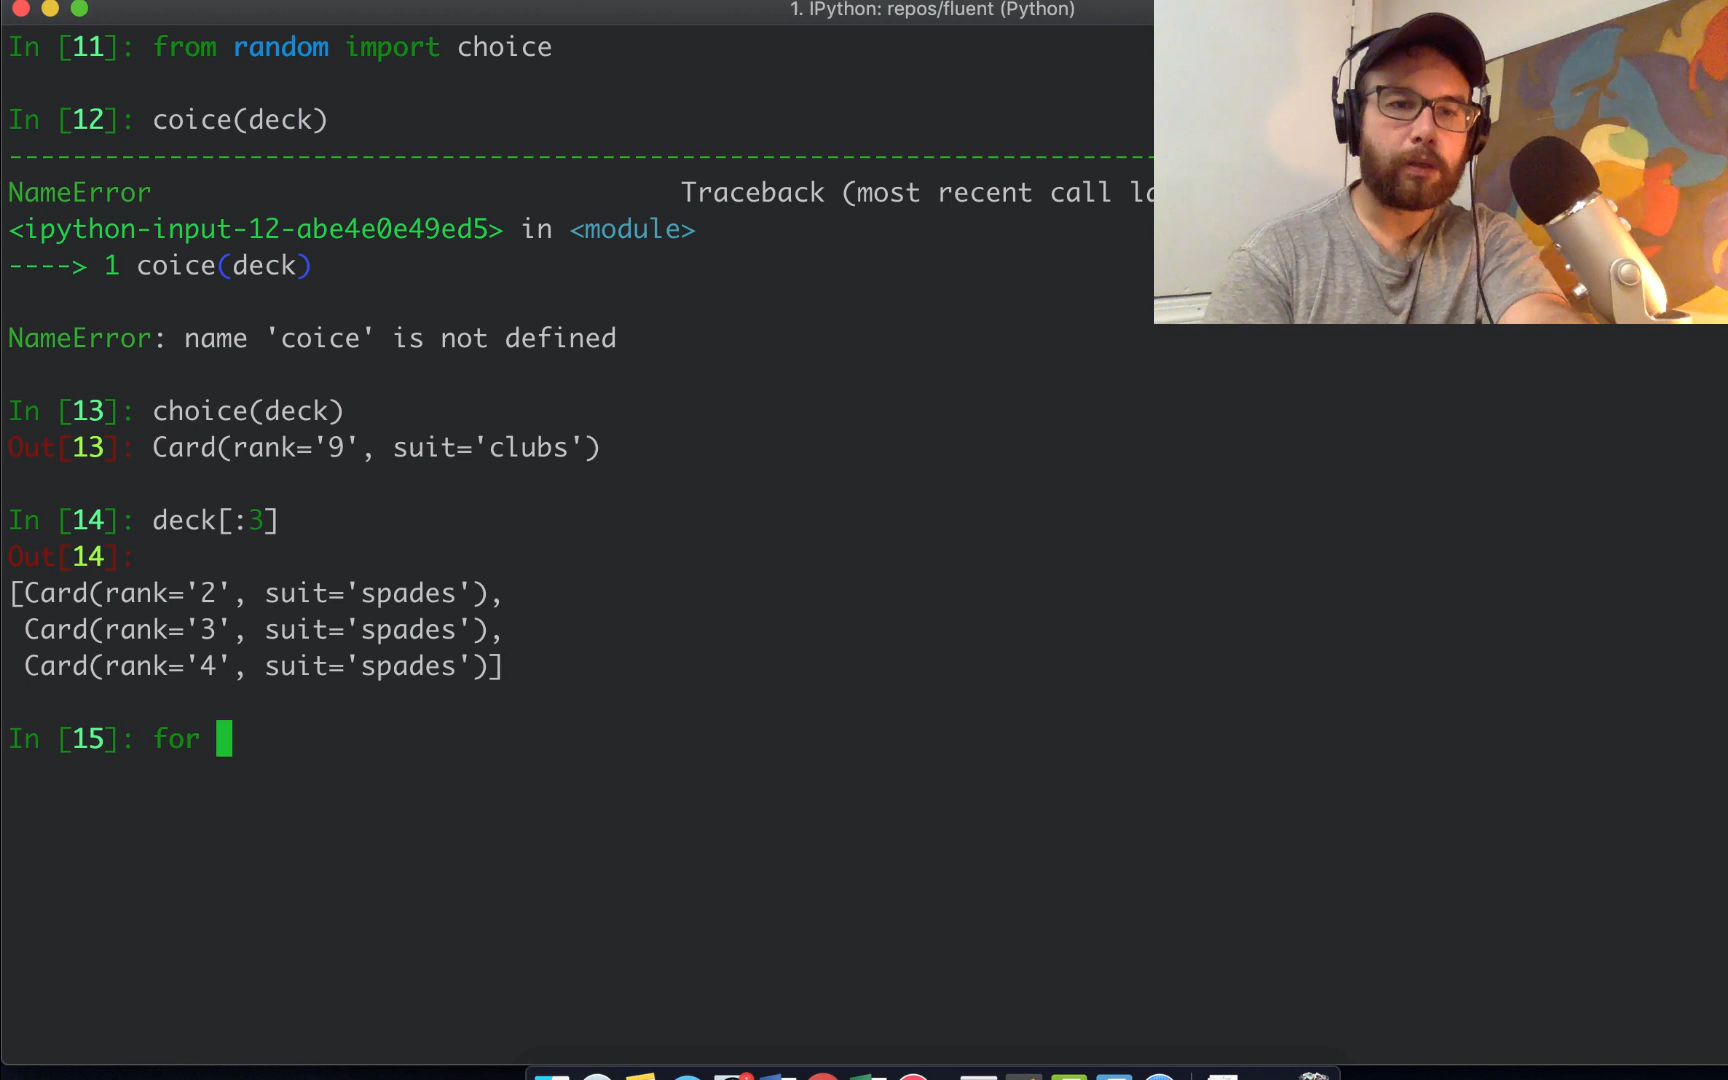 1. IPython: repos/fluent (Python)
In [11]: from random import choice
In [12]: coice(deck)
NameError Traceback (most recent call
<ipython-input-12-abe4e0e49ed5> in <module>
----> 1 coice(deck)
NameError: name 'coice' is not defined
In [13]: choice(deck)
Out[13]: Card(rank='9', suit='clubs')
In [14]: deck[:3]
Out[14]:
[Card(rank='2', suit='spades'),
Card(rank='3', suit='spades'),
Card(rank='4', suit='spades')]
In [15]: for